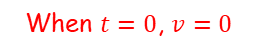 When 𝑡 = 0, 𝑣 = 0